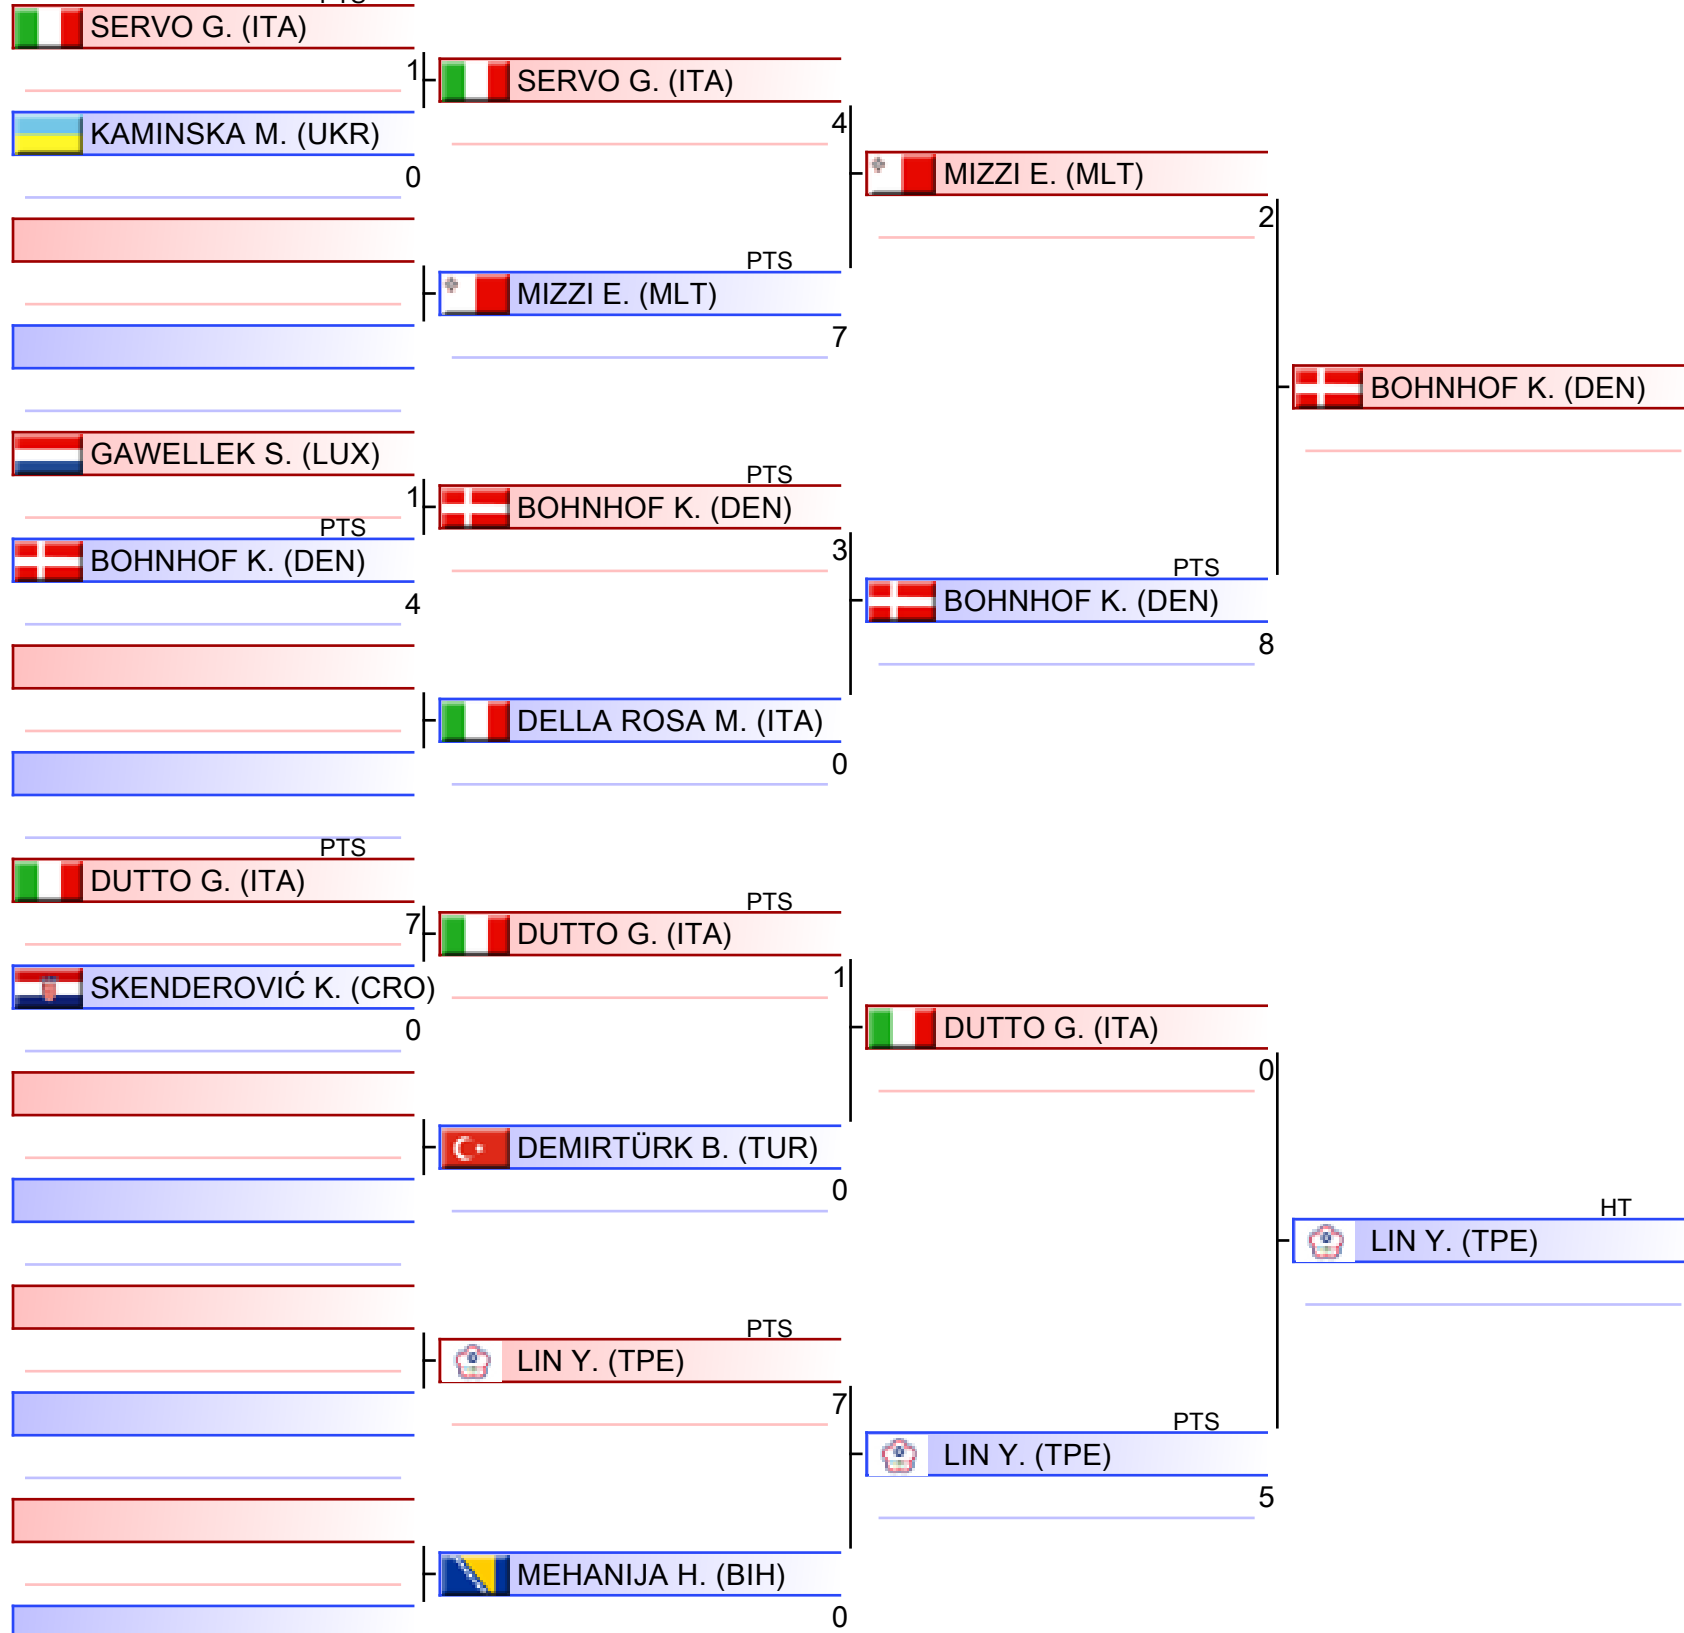 PTS
SERVO G. (ITA)
1
KAMINSKA M. (UKR)
0
GAWELLEK S. (LUX)
1
PTS
BOHNHOF K. (DEN)
4
PTS
DUTTO G. (ITA)
7
SKENDEROVIĆ K. (CRO)
0
SERVO G. (ITA)
4
PTS
MIZZI E. (MLT)
7
PTS
BOHNHOF K. (DEN)
3
DELLA ROSA M. (ITA)
0
PTS
DUTTO G. (ITA)
1
DEMIRTÜRK B. (TUR)
0
PTS
LIN Y. (TPE)
7
MEHANIJA H. (BIH)
0
MIZZI E. (MLT)
2
PTS
BOHNHOF K. (DEN)
8
DUTTO G. (ITA)
0
PTS
LIN Y. (TPE)
5
BOHNHOF K. (DEN)
HT
LIN Y. (TPE)